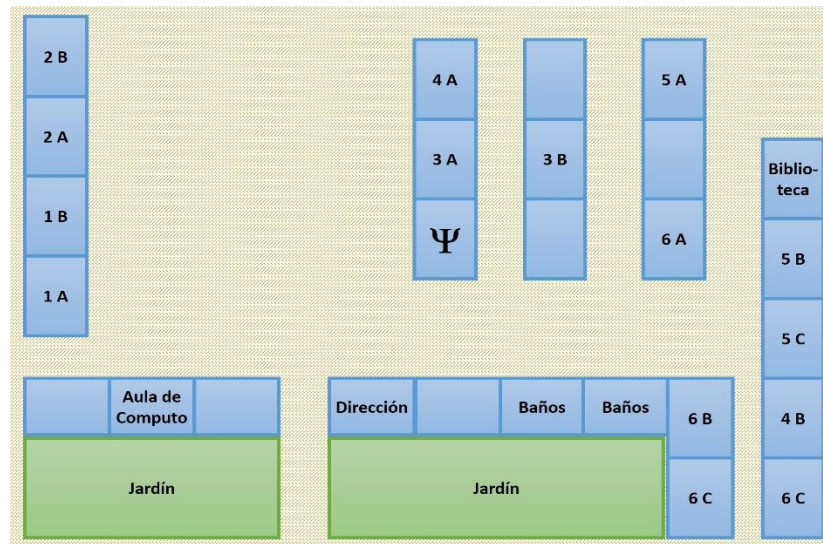 2 B
2 A
1 B
1 A
4 A
3 A
Ψ
3 B
5 A
6 A
Biblio-
teca
5 B
5 C
4 B
6 C
Aula de
Computo
Jardín
Dirección
Baños
Baños
6 B
6 C
Jardín